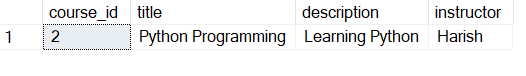 course_id title description instructor
1 2 Python Programming Learning Python Harish